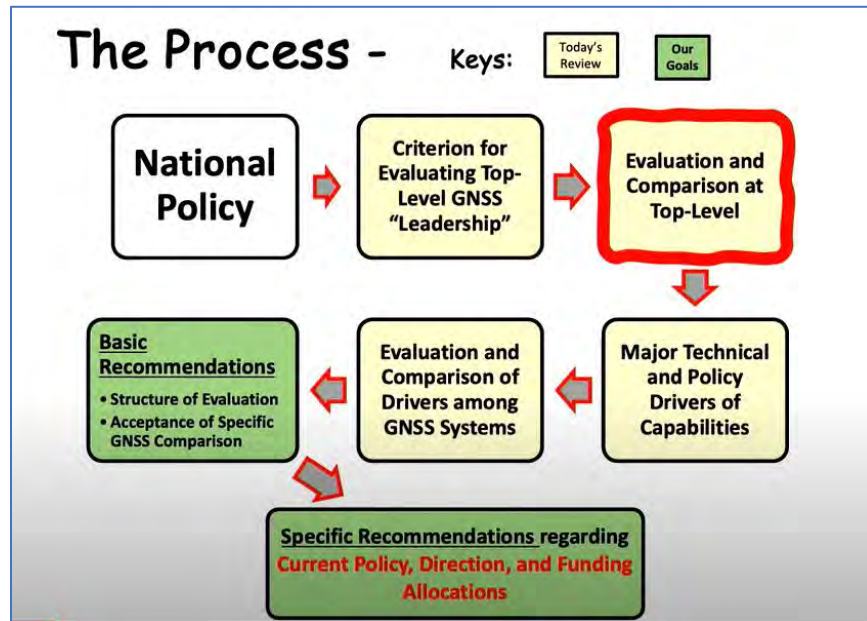 The Process -
Keys:
Today's
Review
Our
Goals
National
Policy
Criterion for
Evaluating Top-
Level GNSS
“Leadership”
Evaluation and
Comparison at
Top-Level
Basic
Recommendations
• Structure of Evaluation
• Acceptance of Specific
GNSS Comparison
Evaluation and
Comparison of
Drivers among
GNSS Systems
Major Technical
and Policy
Drivers of
Capabilities
Specific Recommendations regarding
Current Policy, Direction, and Funding
Allocations